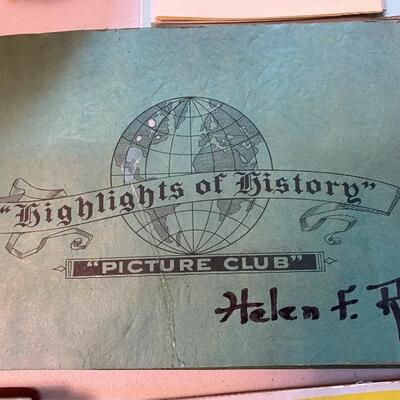 "Highlights of History"
"PICTURE CLUB"
Helen F.